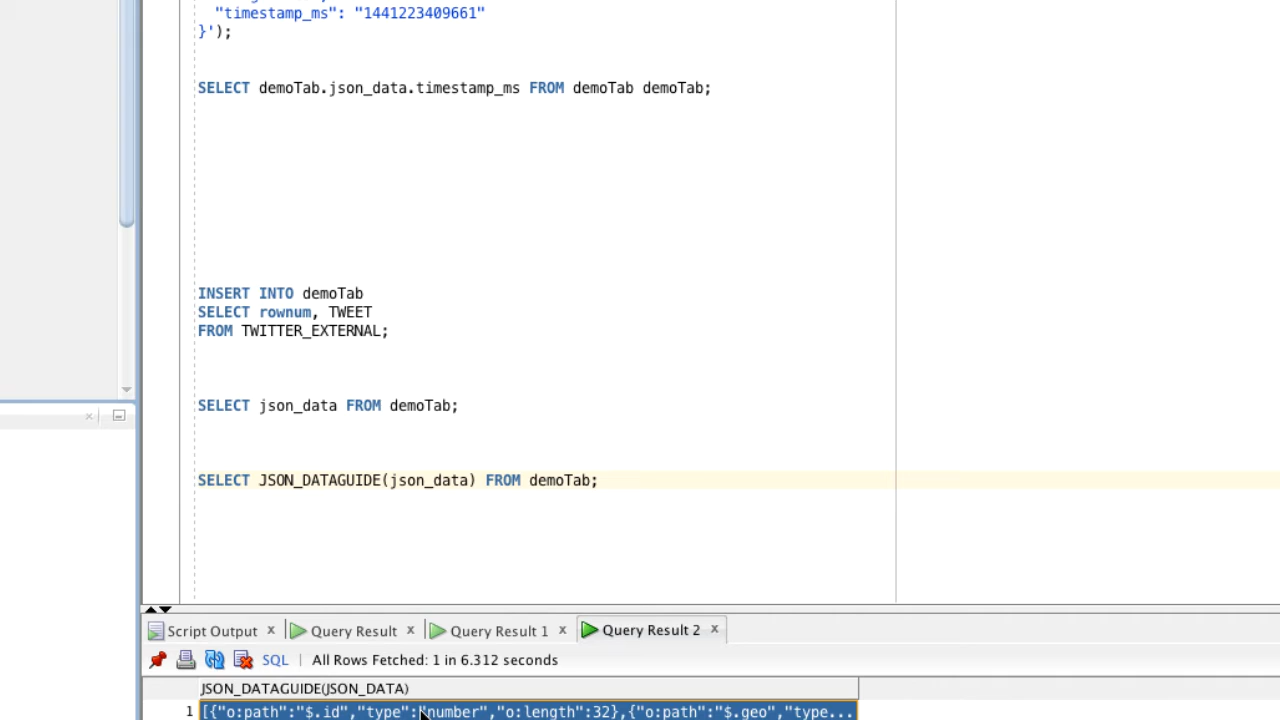 "timestamp_ms": "1441223409661"
}');
SELECT demoTab.json_data.timestamp_ms FROM demoTab demoTab;
INSERT INTO demoTab
SELECT rownum, TWEET
FROM TWITTER_EXTERNAL;
SELECT json_data FROM demoTab;
SELECT JSON_DATAGUIDE(json_data) FROM demoTab;
Script Output x Query Result x Query Result 1 x Query Result 2 x
SQL | All Rows Fetched: 1 in 6.312 seconds
JSON_DATAGUIDE(JSON_DATA)
1 [{"o:path":"$.id","type":"number","o:length":32},{"o:path":"$.geo","type...